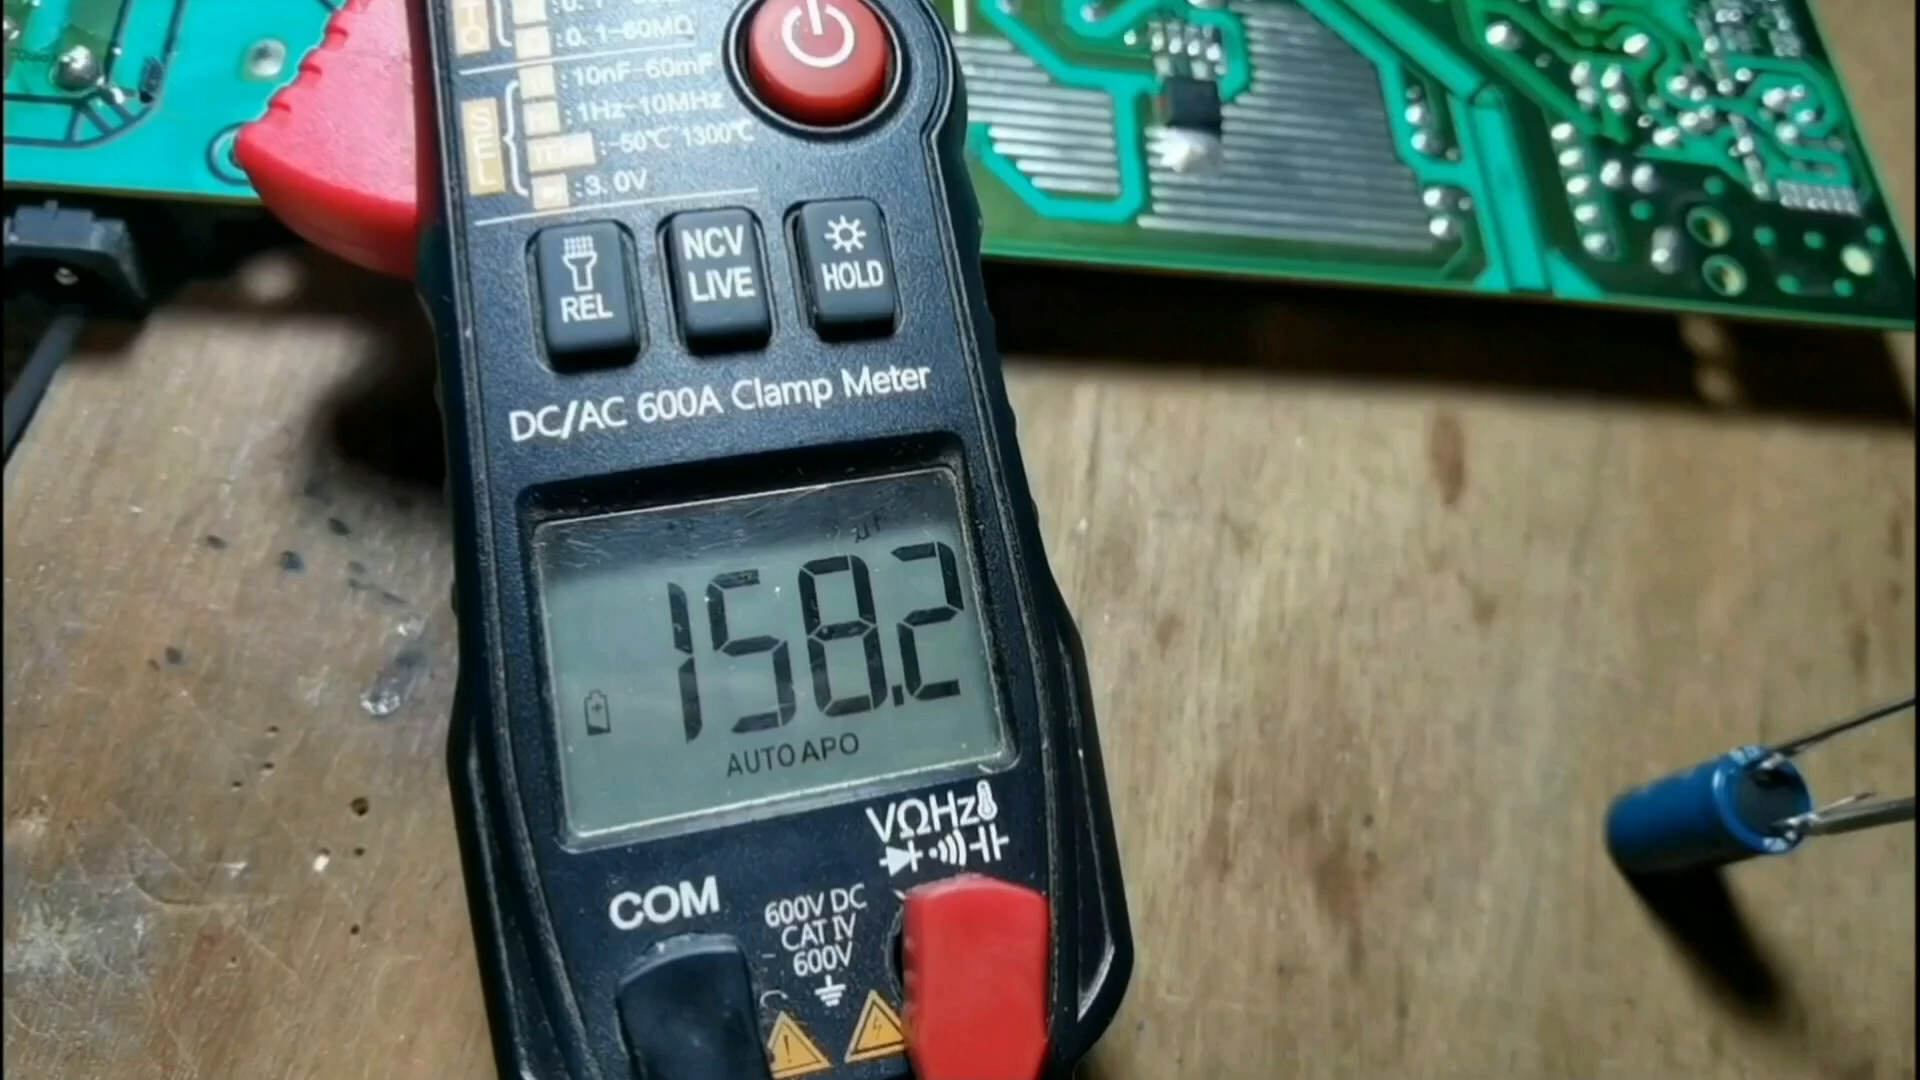 :0.1-60MΩ
:10nF-60mF
:1Hz-10MHz
:-50℃ 1300℃
SEL
:3.0V
REL
NCV
LIVE
HOLD
DC/AC 600A Clamp Meter
158.2
AUTO APO
VΩHz
COM
600V DC
CAT IV
600V